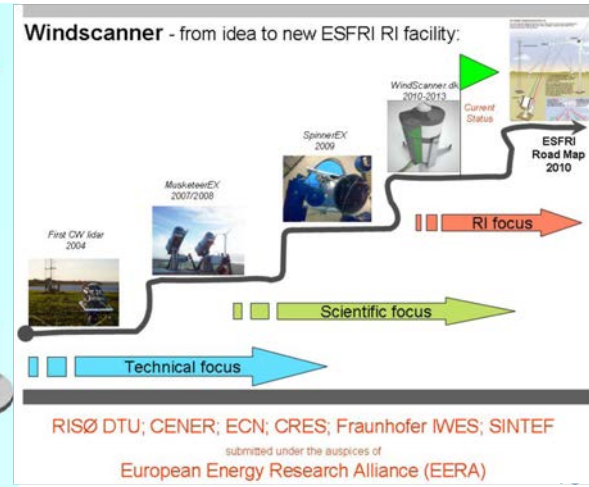 Windscanner - from idea to new ESFRI RI facility:
WindScanner.dk
2010-2013
Current
Status
SpinnerEX
2009
ESFRI
Road Map
2010
MusketeerEX
2007/2008
First CW lidar
2004
RI focus
Scientific focus
Technical focus
RISØ DTU; CENER; ECN; CRES; Fraunhofer IWES; SINTEF
submitted under the auspices of
European Energy Research Alliance (EERA)